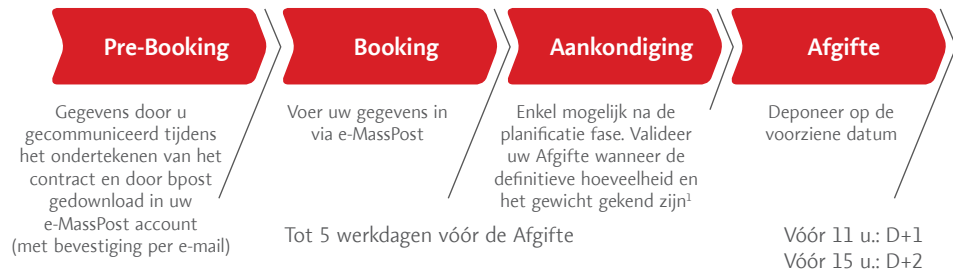 Pre-Booking
Booking
Aankondiging
Afgifte
Gegevens door u
gecommuniceerd tijdens
het ondertekenen van het
contract en door bpost
gedownload in uw
e-MassPost account
(met bevestiging per e-mail)
Voer uw gegevens in
via e-MassPost
Enkel mogelijk na de
planificatie fase. Valideer
uw Afgifte wanneer de
definitieve hoeveelheid en
het gewicht gekend zijn¹
Deponeer op de
voorziene datum
Tot 5 werkdagen vóór de Afgifte
Vóór 11 u.: D+1
Vóór 15 u.: D+2